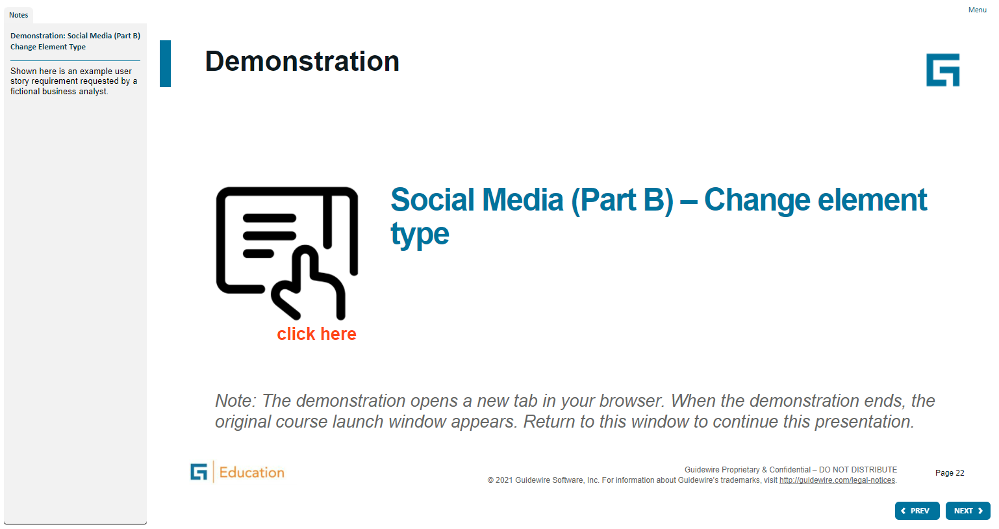 Notes
Menu
Demonstration: Social Media (Part B)
Change Element Type
Shown here is an example user
story requirement requested by a
fictional business analyst.
Demonstration
Social Media (Part B) – Change element
type
click here
Note: The demonstration opens a new tab in your browser. When the demonstration ends, the
original course launch window appears. Return to this window to continue this presentation.
Education
Guidewire Proprietary & Confidential – DO NOT DISTRIBUTE
© 2021 Guidewire Software, Inc. For information about Guidewire's trademarks, visit http://guidewire.com/legal-notices.
Page 22
PREV
NEXT